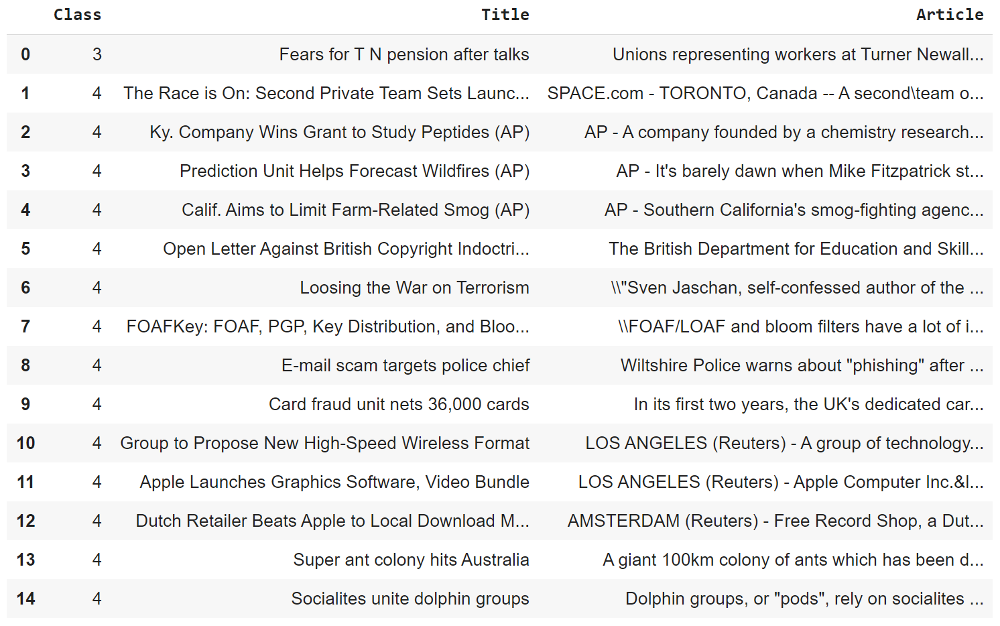 Class Title Article
0 3 Fears for T N pension after talks Unions representing workers at Turner Newall...
1 4 The Race is On: Second Private Team Sets Launc... SPACE.com - TORONTO, Canada -- A second\team o...
2 4 Ky. Company Wins Grant to Study Peptides (AP) AP - A company founded by a chemistry research...
3 4 Prediction Unit Helps Forecast Wildfires (AP) AP - It's barely dawn when Mike Fitzpatrick st...
4 4 Calif. Aims to Limit Farm-Related Smog (AP) AP - Southern California's smog-fighting agenc...
5 4 Open Letter Against British Copyright Indoctri... The British Department for Education and Skill...
6 4 Loosing the War on Terrorism \\"Sven Jaschan, self-confessed author of the ...
7 4 FOAFKey: FOAF, PGP, Key Distribution, and Bloo... \\FOAF/LOAF and bloom filters have a lot of i...
8 4 E-mail scam targets police chief Wiltshire Police warns about "phishing" after ...
9 4 Card fraud unit nets 36,000 cards In its first two years, the UK's dedicated car...
10 4 Group to Propose New High-Speed Wireless Format LOS ANGELES (Reuters) - A group of technology...
11 4 Apple Launches Graphics Software, Video Bundle LOS ANGELES (Reuters) - Apple Computer Inc.&l...
12 4 Dutch Retailer Beats Apple to Local Download M... AMSTERDAM (Reuters) - Free Record Shop, a Dut...
13 4 Super ant colony hits Australia A giant 100km colony of ants which has been d...
14 4 Socialites unite dolphin groups Dolphin groups, or "pods", rely on socialites ...